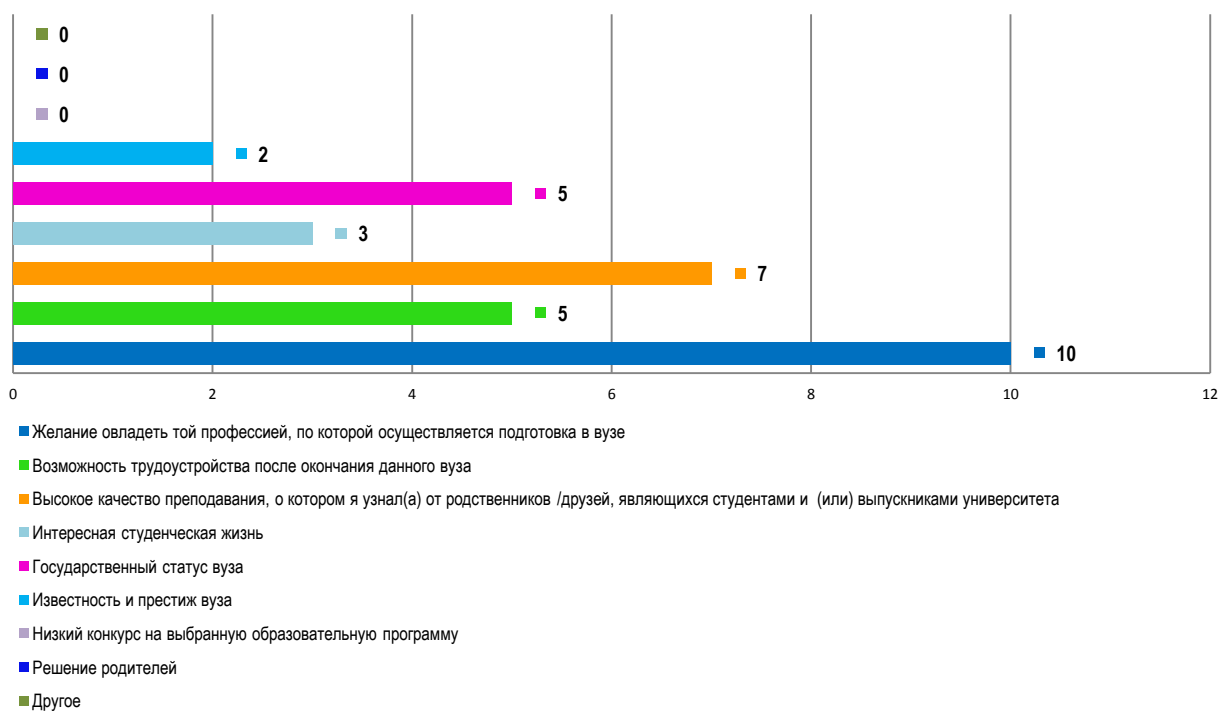 0
0
0
2
5
3
7
5
10
0 2 4 6 8 10 12
Желание овладеть той профессией, по которой осуществляется подготовка в вузе
Возможность трудоустройства после окончания данного вуза
Высокое качество преподавания, о котором я узнал(а) от родственников /друзей, являющихся студентами и (или) выпускниками университета
Интересная студенческая жизнь
Государственный статус вуза
Известность и престиж вуза
Низкий конкурс на выбранную образовательную программу
Решение родителей
Другое